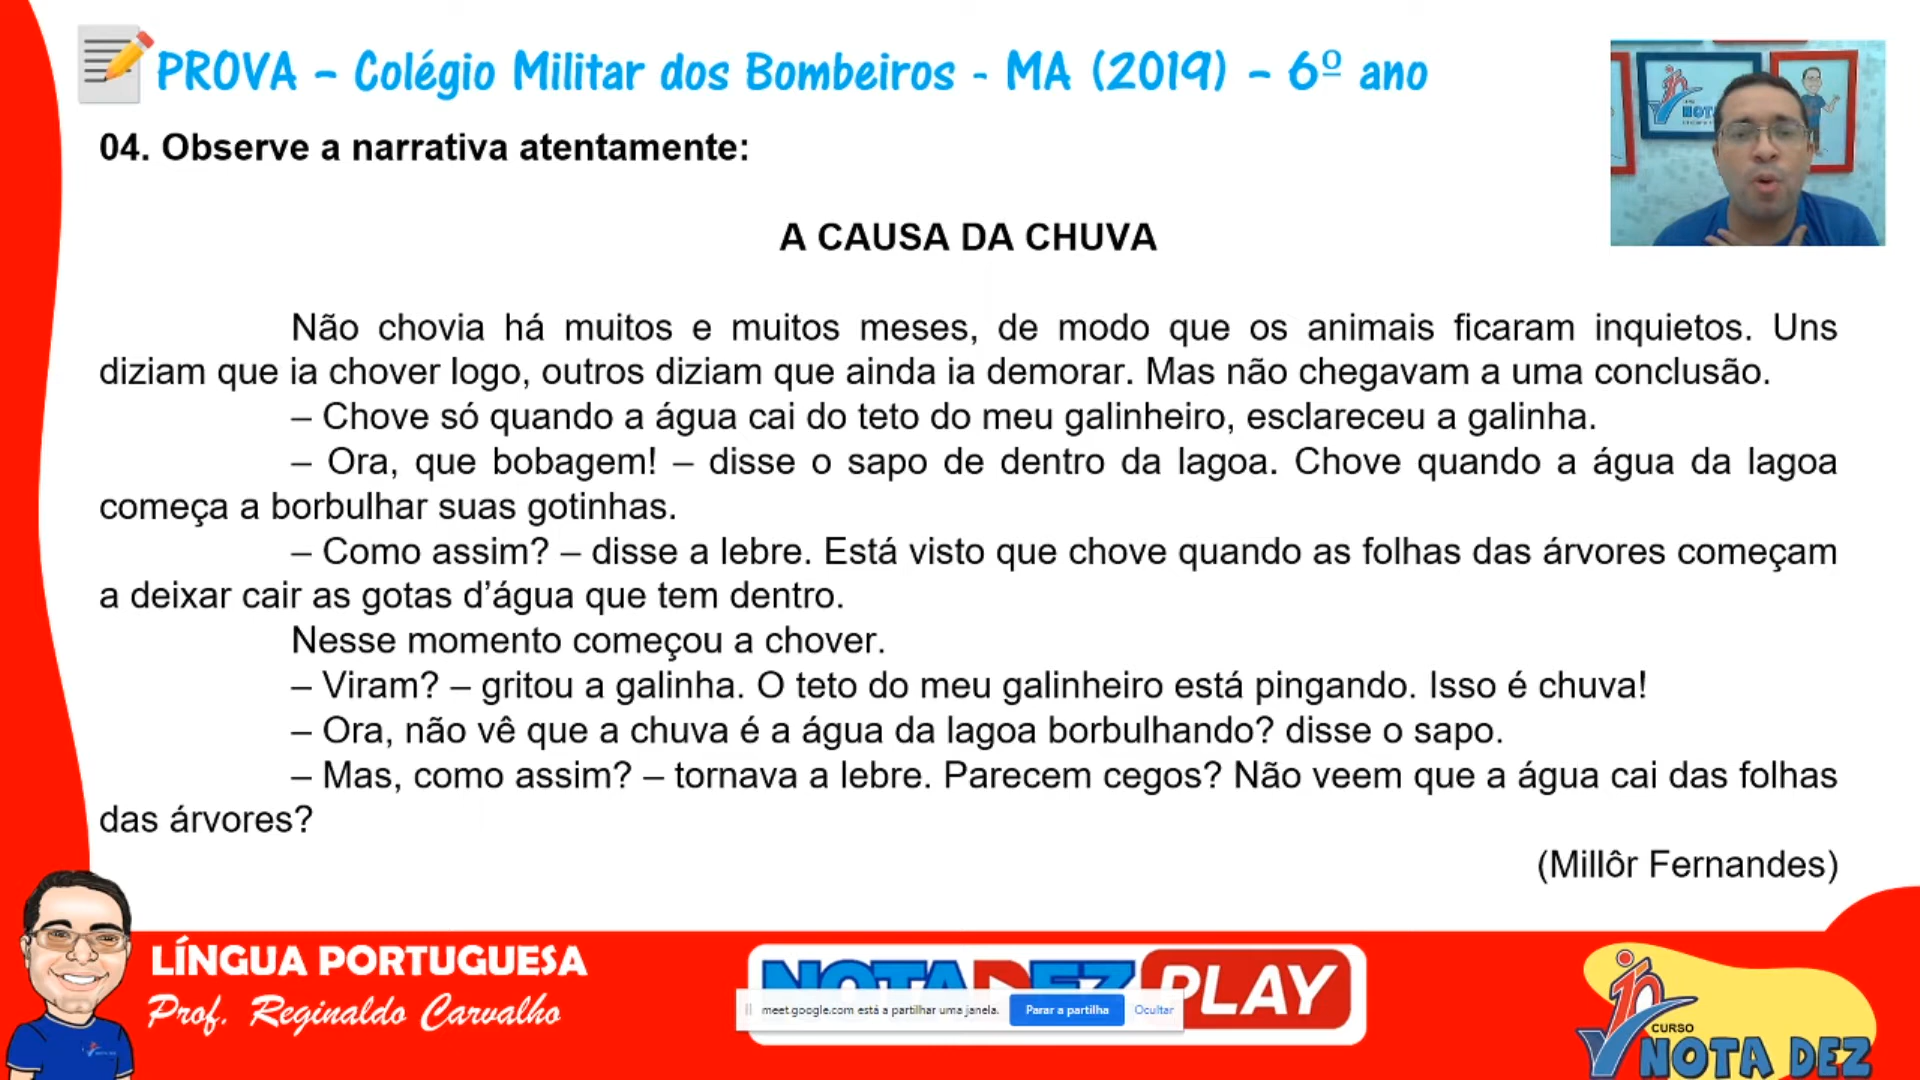 PROVA – Colégio Militar dos Bombeiros - MA (2019) – 6º ano
04. Observe a narrativa atentamente:
A CAUSA DA CHUVA
Não chovia há muitos e muitos meses, de modo que os animais ficaram inquietos. Uns
diziam que ia chover logo, outros diziam que ainda ia demorar. Mas não chegavam a uma conclusão.
– Chove só quando a água cai do teto do meu galinheiro, esclareceu a galinha.
– Ora, que bobagem! – disse o sapo de dentro da lagoa. Chove quando a água da lagoa
começa a borbulhar suas gotinhas.
– Como assim? – disse a lebre. Está visto que chove quando as folhas das árvores começam
a deixar cair as gotas d’água que tem dentro.
Nesse momento começou a chover.
– Viram? – gritou a galinha. O teto do meu galinheiro está pingando. Isso é chuva!
– Ora, não vê que a chuva é a água da lagoa borbulhando? disse o sapo.
– Mas, como assim? – tornava a lebre. Parecem cegos? Não veem que a água cai das folhas
das árvores?
(Millôr Fernandes)
LÍNGUA PORTUGUESA
Prof. Reginaldo Carvalho
NOTA DEZ PLAY
meet.google.com está a partilhar uma janela. Parar a partilha Ocultar
CURSO
NOTA DEZ